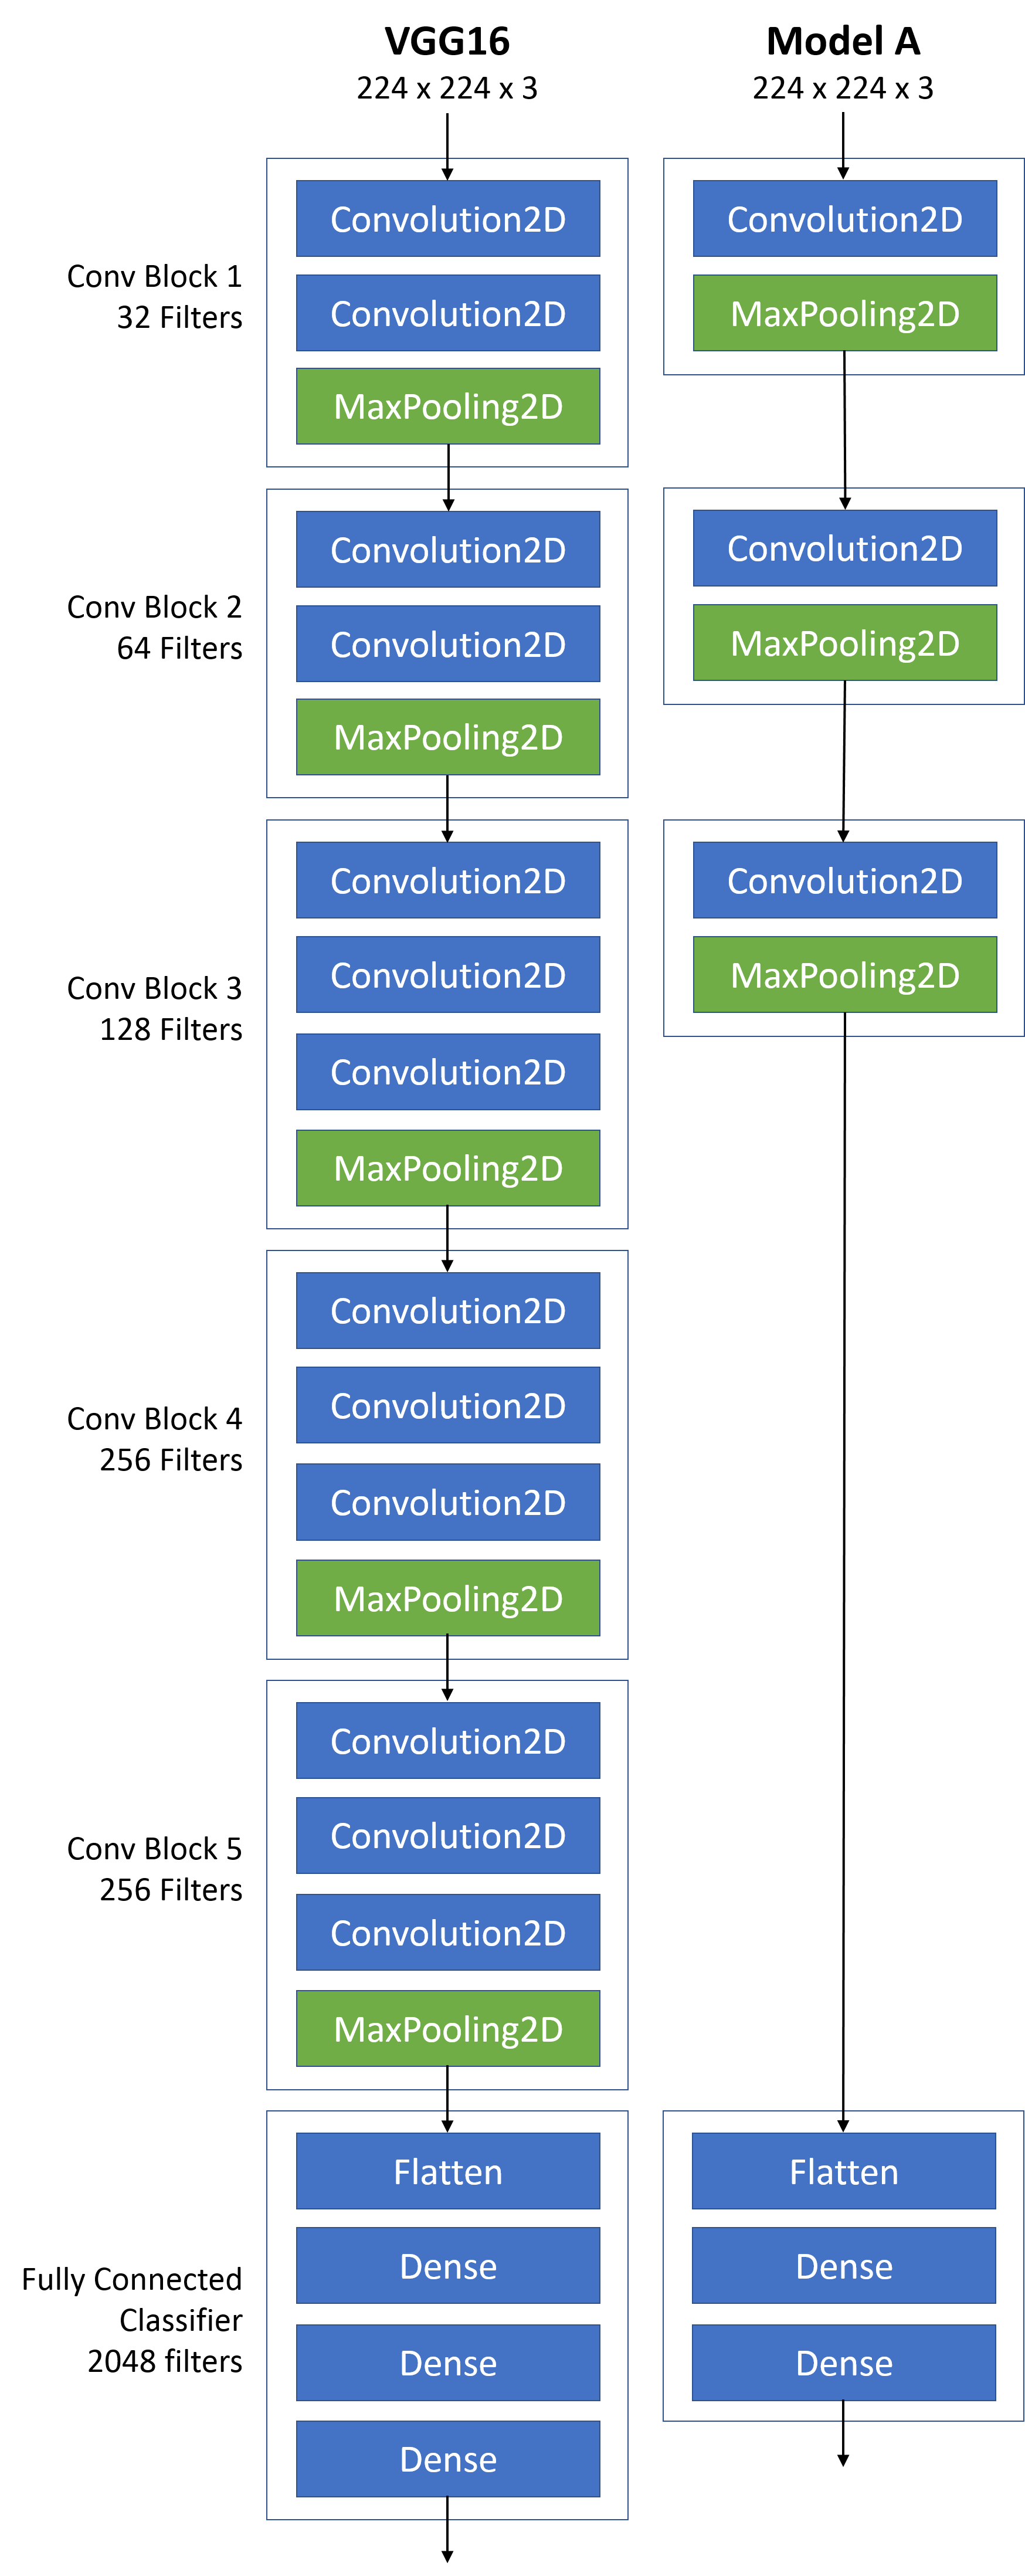 VGG16
224 x 224 x 3
Model A
224 x 224 x 3
Conv Block 1
32 Filters
Convolution2D
Convolution2D
MaxPooling2D
Convolution2D
MaxPooling2D
Conv Block 2
64 Filters
Convolution2D
Convolution2D
MaxPooling2D
Convolution2D
MaxPooling2D
Conv Block 3
128 Filters
Convolution2D
Convolution2D
Convolution2D
MaxPooling2D
Convolution2D
MaxPooling2D
Conv Block 4
256 Filters
Convolution2D
Convolution2D
Convolution2D
MaxPooling2D
Conv Block 5
256 Filters
Convolution2D
Convolution2D
Convolution2D
MaxPooling2D
Fully Connected
Classifier
2048 filters
Flatten
Dense
Dense
Dense
Flatten
Dense
Dense